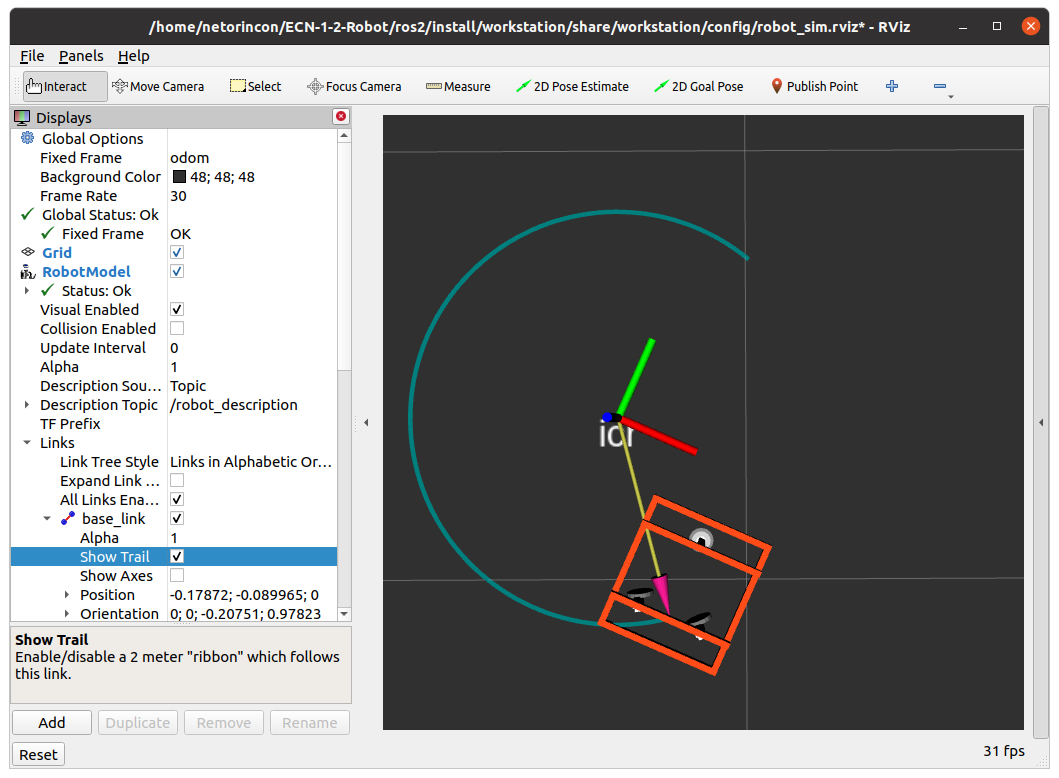 /home/netorincon/ECN-1-2-Robot/ros2/install/workstation/share/workstation/config/robot_sim.rviz* - RViz
File Panels Help
Interact Move Camera Select Focus Camera Measure 2D Pose Estimate 2D Goal Pose Publish Point
Displays
Global Options
Fixed Frame odom
Background Color 48; 48; 48
Frame Rate 30
Global Status: Ok
Fixed Frame OK
Grid
RobotModel
Status: Ok
Visual Enabled
Collision Enabled
Update Interval 0
Alpha 1
Description Sou... Topic
Description Topic /robot_description
TF Prefix
Links
Link Tree Style Links in Alphabetic Or...
Expand Link ...
All Links Ena...
base_link
Alpha 1
Show Trail
Show Axes
Position -0.17872; -0.089965; 0
Orientation 0; 0; -0.20751; 0.97823
Show Trail
Enable/disable a 2 meter "ribbon" which follows
this link.
Add Duplicate Remove Rename
Reset
icr
31 fps